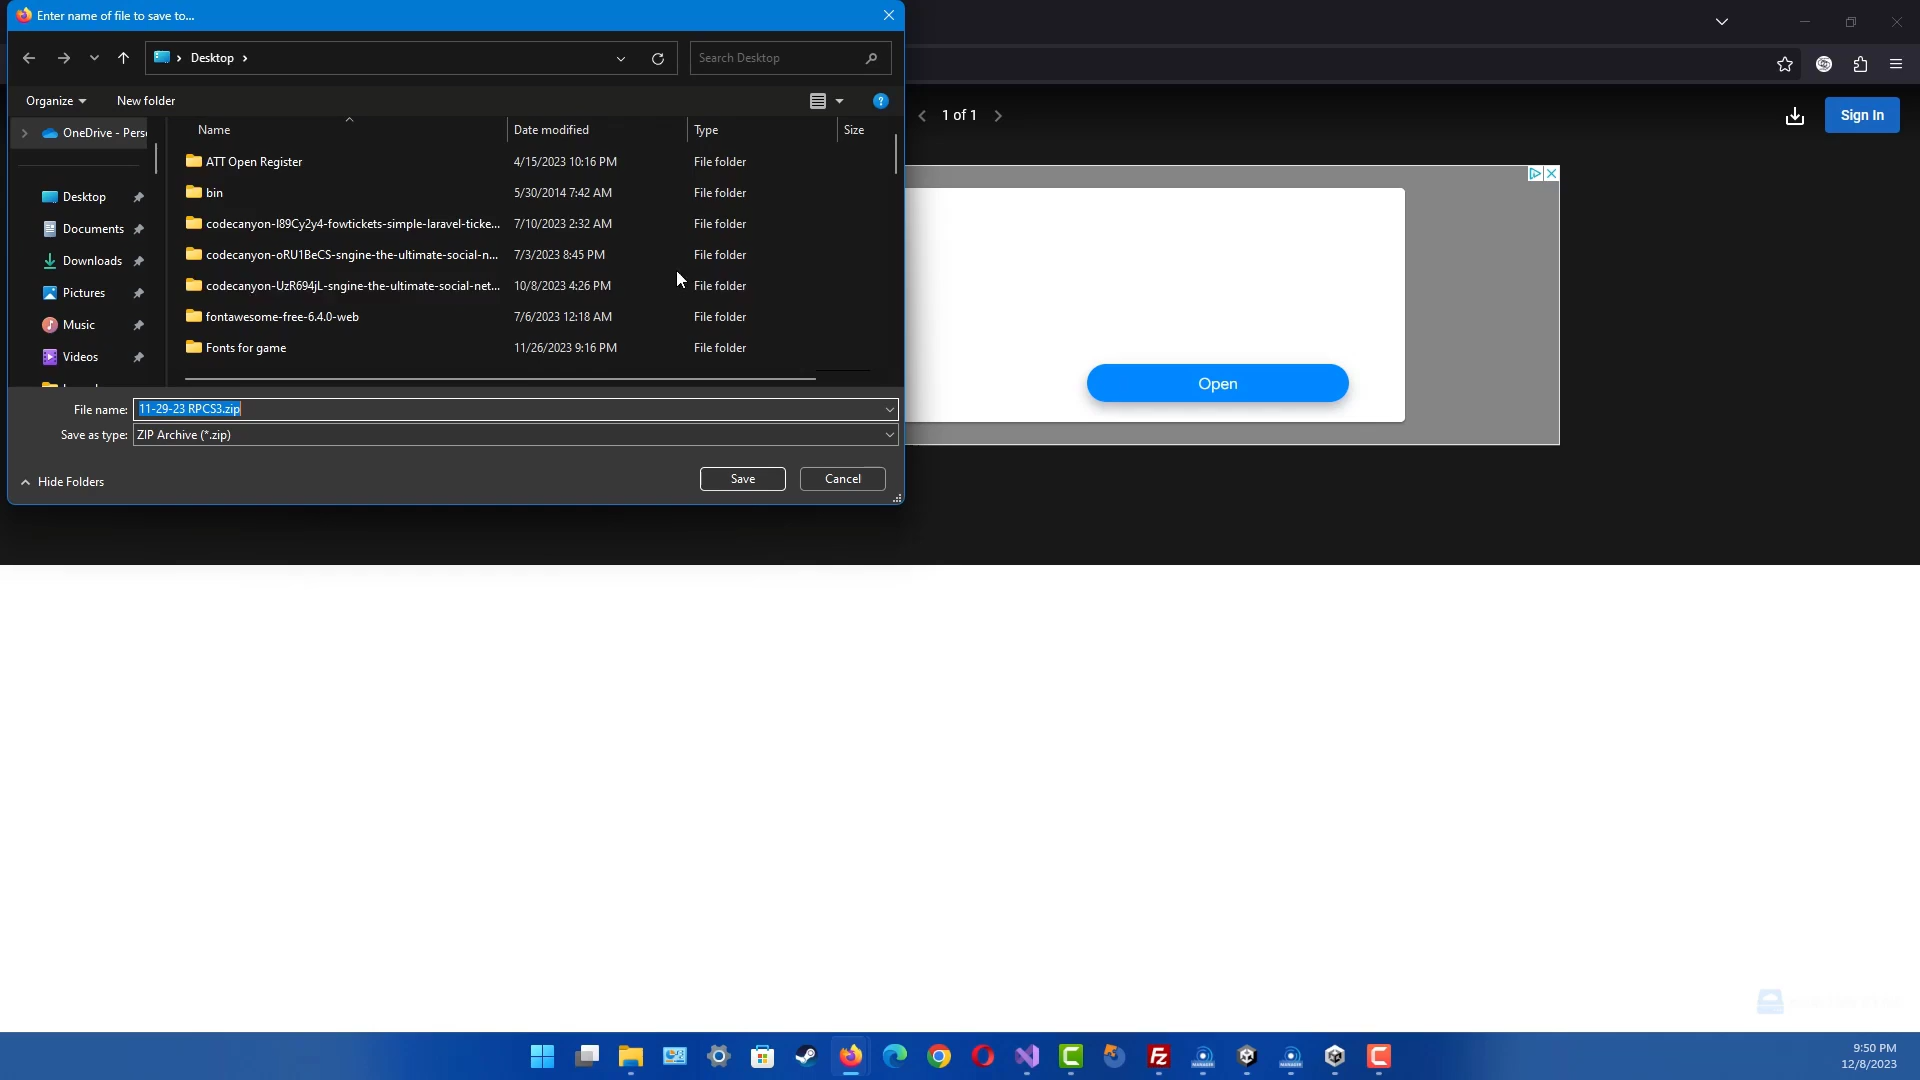 Enter name of file to save to...
Desktop
Search Desktop
Organize
New folder
1 of 1
Sign In
OneDrive - Pers
Name
Date modified
Type
Size
ATT Open Register
4/15/2023 10:16 PM
File folder
bin
5/30/2014 7:42 AM
File folder
Desktop
codecanyon-I89Cy2y4-fowtickets-simple-laravel-ticke...
7/10/2023 2:32 AM
File folder
Documents
codecanyon-oRU1BeCS-sngine-the-ultimate-social-n...
7/3/2023 8:45 PM
File folder
Downloads
codecanyon-UzR694jL-sngine-the-ultimate-social-net...
10/8/2023 4:26 PM
File folder
Pictures
fontawesome-free-6.4.0-web
7/6/2023 12:18 AM
File folder
Music
Fonts for game
11/26/2023 9:16 PM
File folder
Videos
File name:
11-29-23 RPCS3.zip
Save as type:
ZIP Archive (*.zip)
Hide Folders
Save
Cancel
Open
9:50 PM
12/8/2023